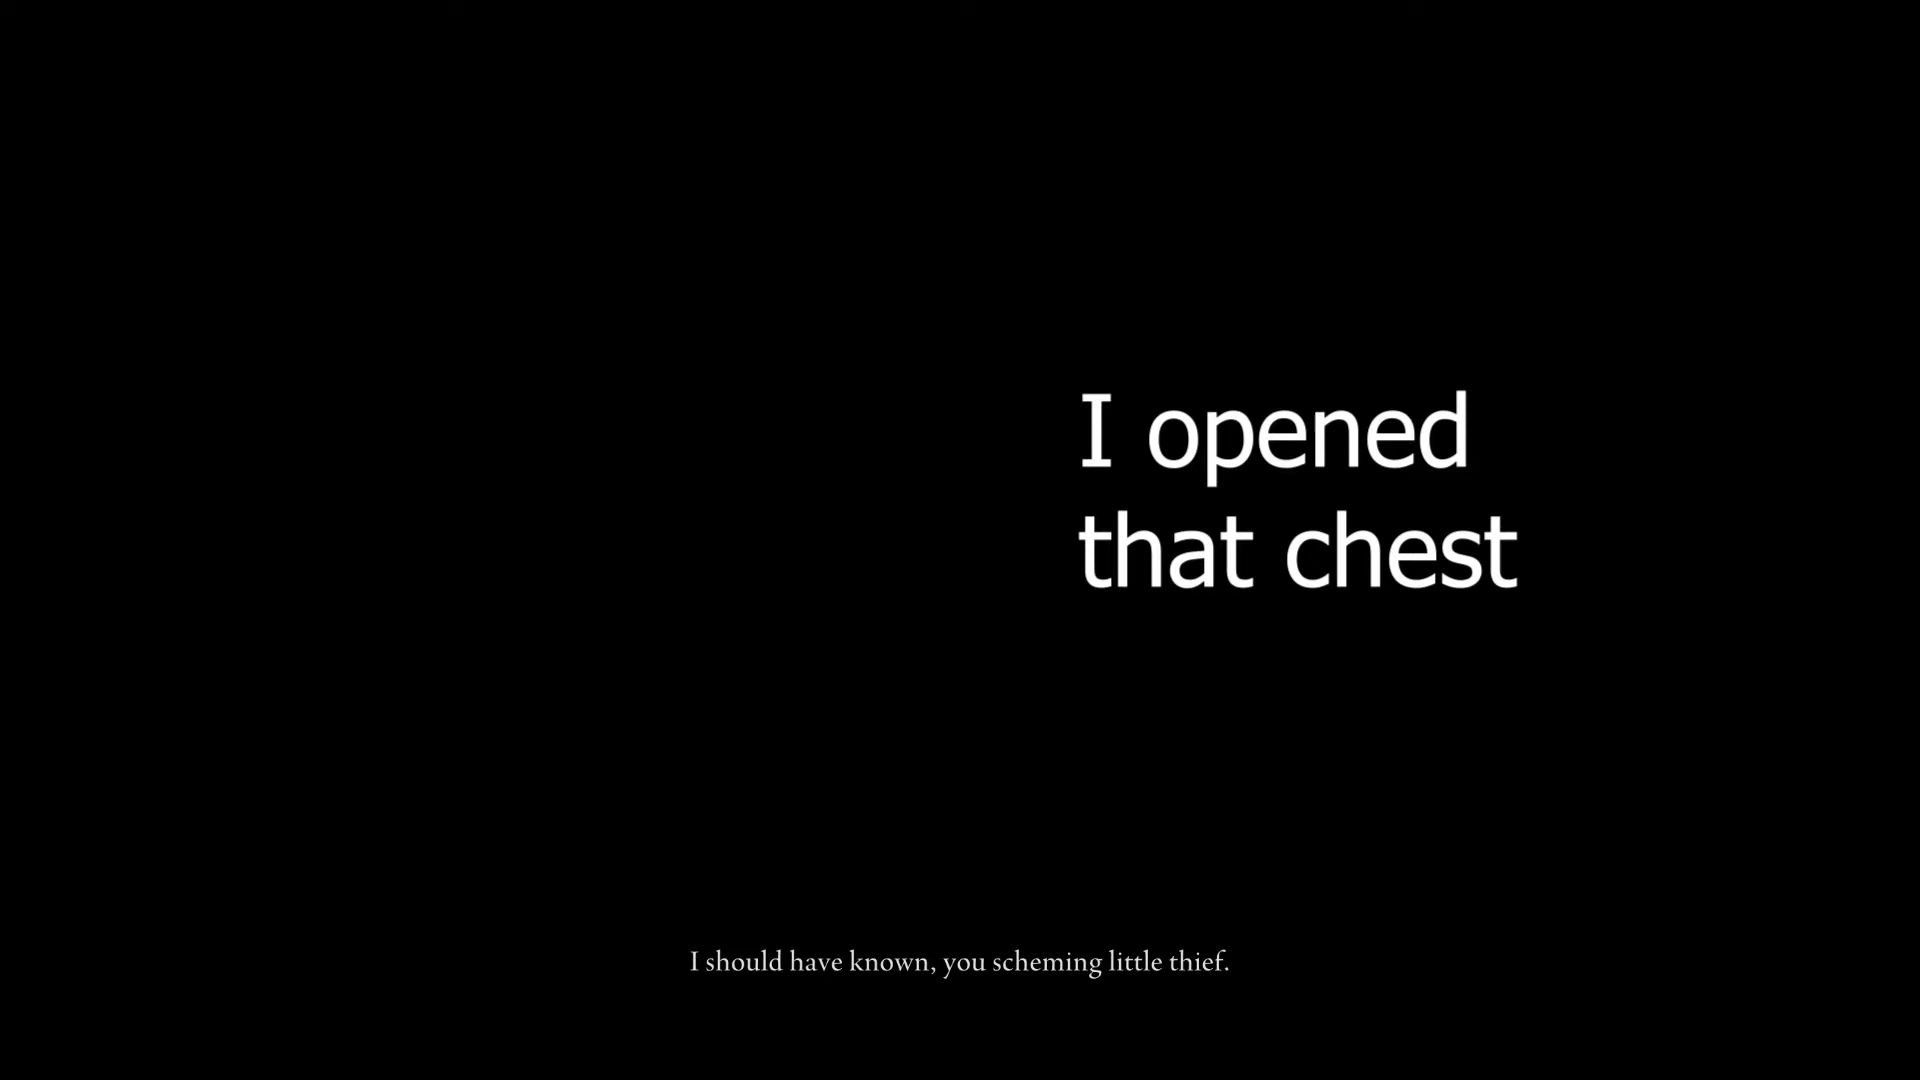 I opened
that chest
I should have known, you scheming little thief.